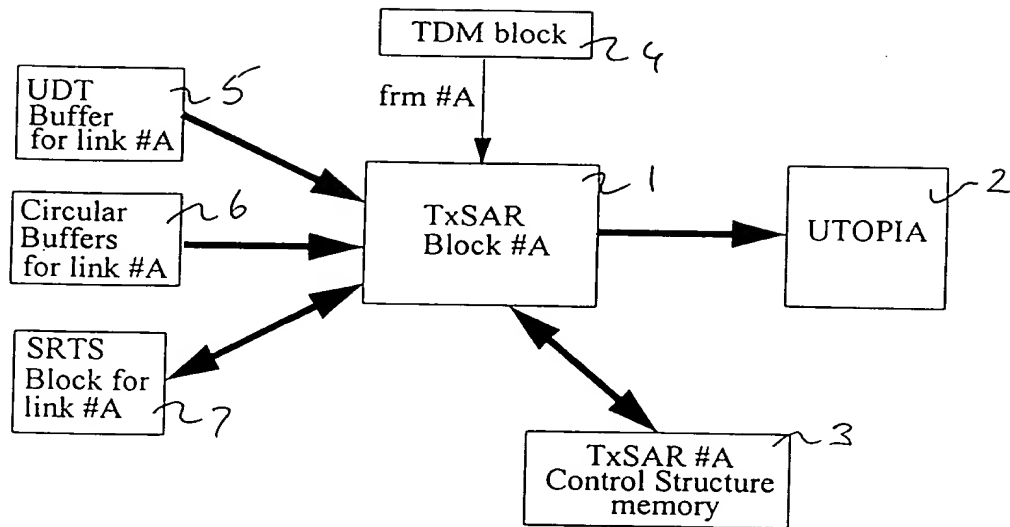 TDM block
4
frm #A
UDT
Buffer
for link #A
5
Circular
Buffers
for link #A
6
SRTS
Block for
link #A
7
TxSAR
Block #A
1
UTOPIA
2
TxSAR #A
Control Structure
memory
3